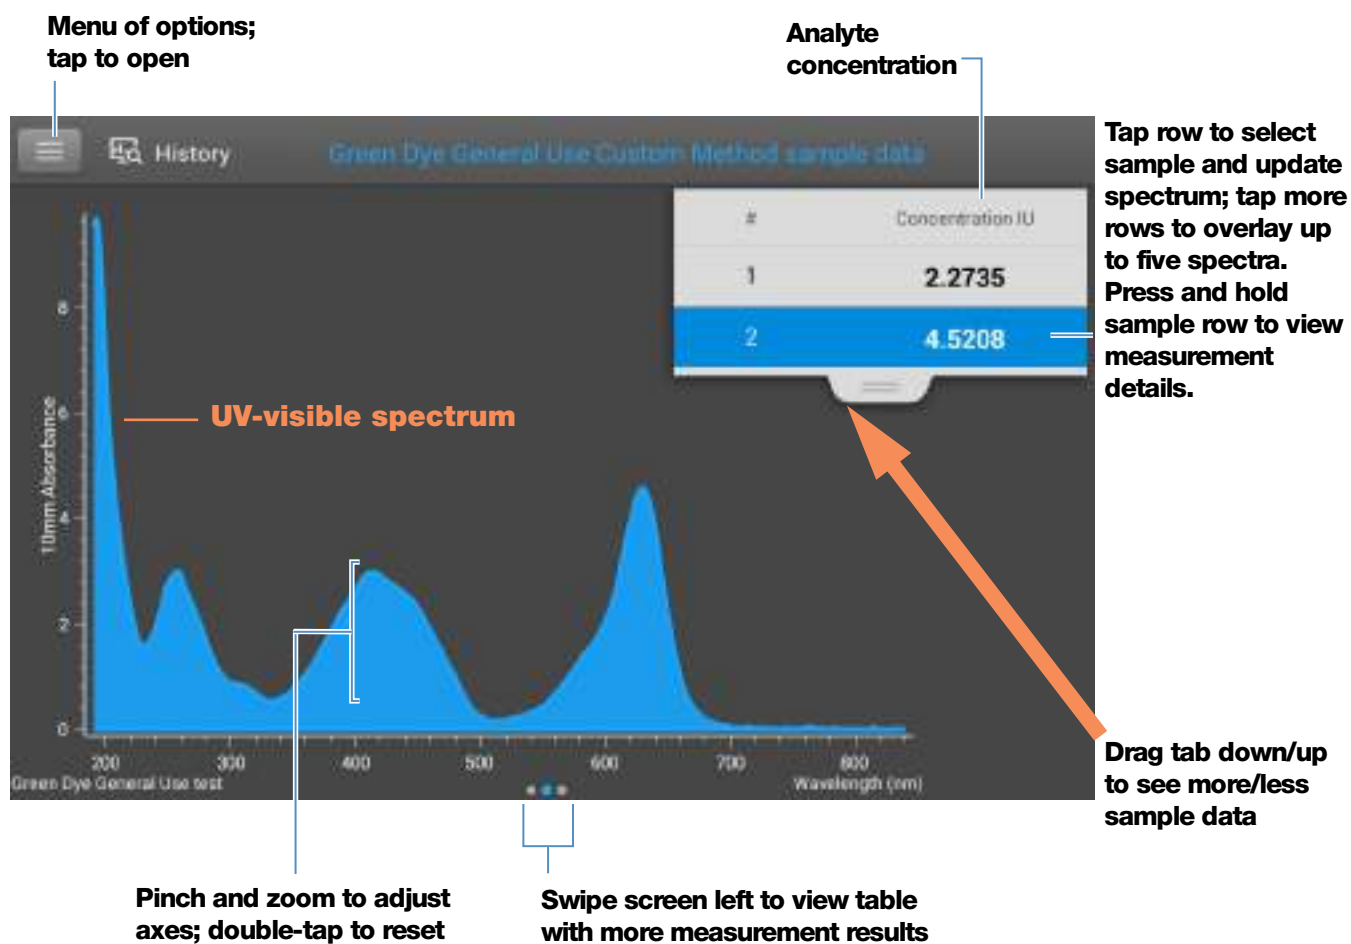 Menu of options;
tap to open
Analyte
concentration
History
Green Dye General Use Custom Method sample data
Tap row to select
sample and update
spectrum; tap more
rows to overlay up
to five spectra.
Press and hold
sample row to view
measurement
details.
# Concentration IU
1 2.2735
2 4.5208
UV-visible spectrum
10mm Absorbance
8
6
4
2
0
200 300 400 500 600 700 800
Green Dye General Use test
Wavelength (nm)
Drag tab down/up
to see more/less
sample data
Pinch and zoom to adjust
axes; double-tap to reset
Swipe screen left to view table
with more measurement results